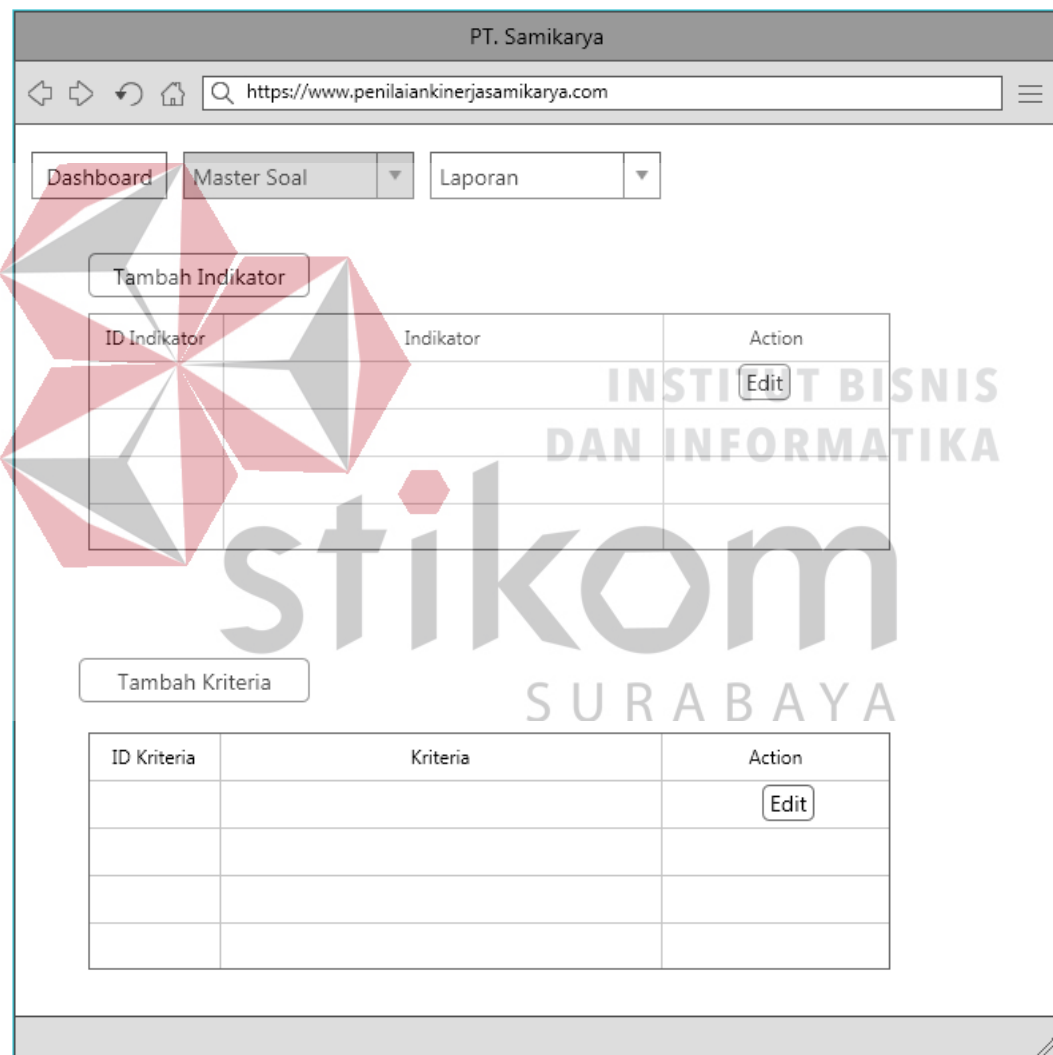 PT. Samikarya
https://www.penilaiankinerjasamikarya.com
Dashboard Master Soal Laporan
Tambah Indikator
ID Indikator Indikator Action
Edit
INSTITUT BISNIS
DAN INFORMATIKA
stikom
SURABAYA
Tambah Kriteria
ID Kriteria Kriteria Action
Edit